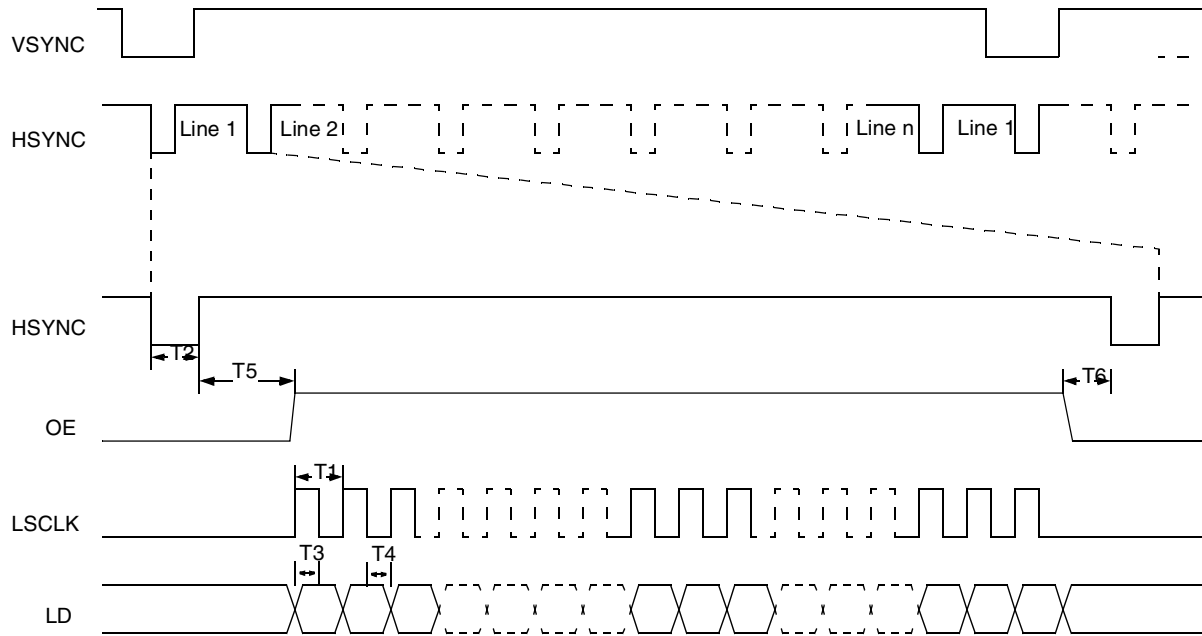 VSYNC
HSYNC
Line 1
Line 2
Line n
Line 1
HSYNC
T2
T5
T6
OE
T1
LSCLK
T3
T4
LD